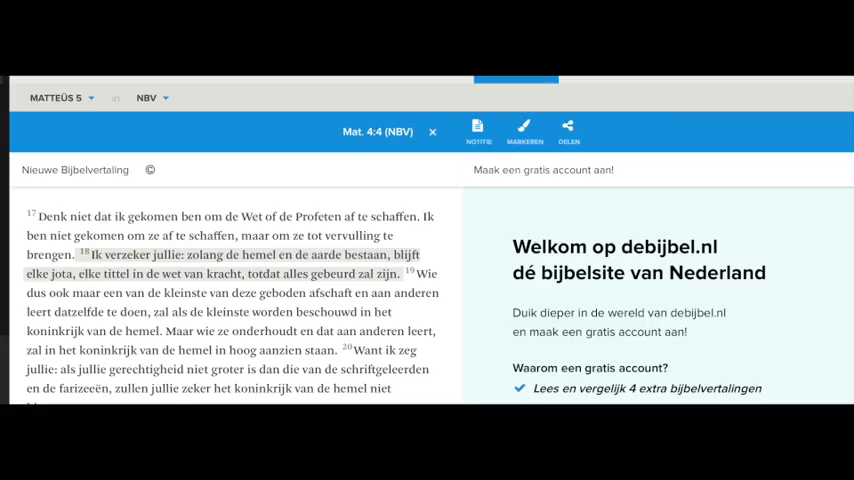 MATTEÜS 5 in NBV
Mat. 4:4 (NBV) ×
NOTITIE MARKEREN DELEN
Nieuwe Bijbelvertaling ©
Maak een gratis account aan!
17 Denk niet dat ik gekomen ben om de Wet of de Profeten af te schaffen. Ik
ben niet gekomen om ze af te schaffen, maar om ze tot vervulling te
brengen. 18 Ik verzeker jullie: zolang de hemel en de aarde bestaan, blijft
elke jota, elke tittel in de wet van kracht, totdat alles gebeurd zal zijn. 19 Wie
dus ook maar een van de kleinste van deze geboden afschaft en aan anderen
leert datzelfde te doen, zal als de kleinste worden beschouwd in het
koninkrijk van de hemel. Maar wie ze onderhoudt en dat aan anderen leert,
zal in het koninkrijk van de hemel in hoog aanzien staan. 20 Want ik zeg
jullie: als jullie gerechtigheid niet groter is dan die van de schriftgeleerden
en de farizeeën, zullen jullie zeker het koninkrijk van de hemel niet
Welkom op debijbel.nl
dé bijbelsite van Nederland
Duik dieper in de wereld van debijbel.nl
en maak een gratis account aan!
Waarom een gratis account?
Lees en vergelijk 4 extra bijbelvertalingen